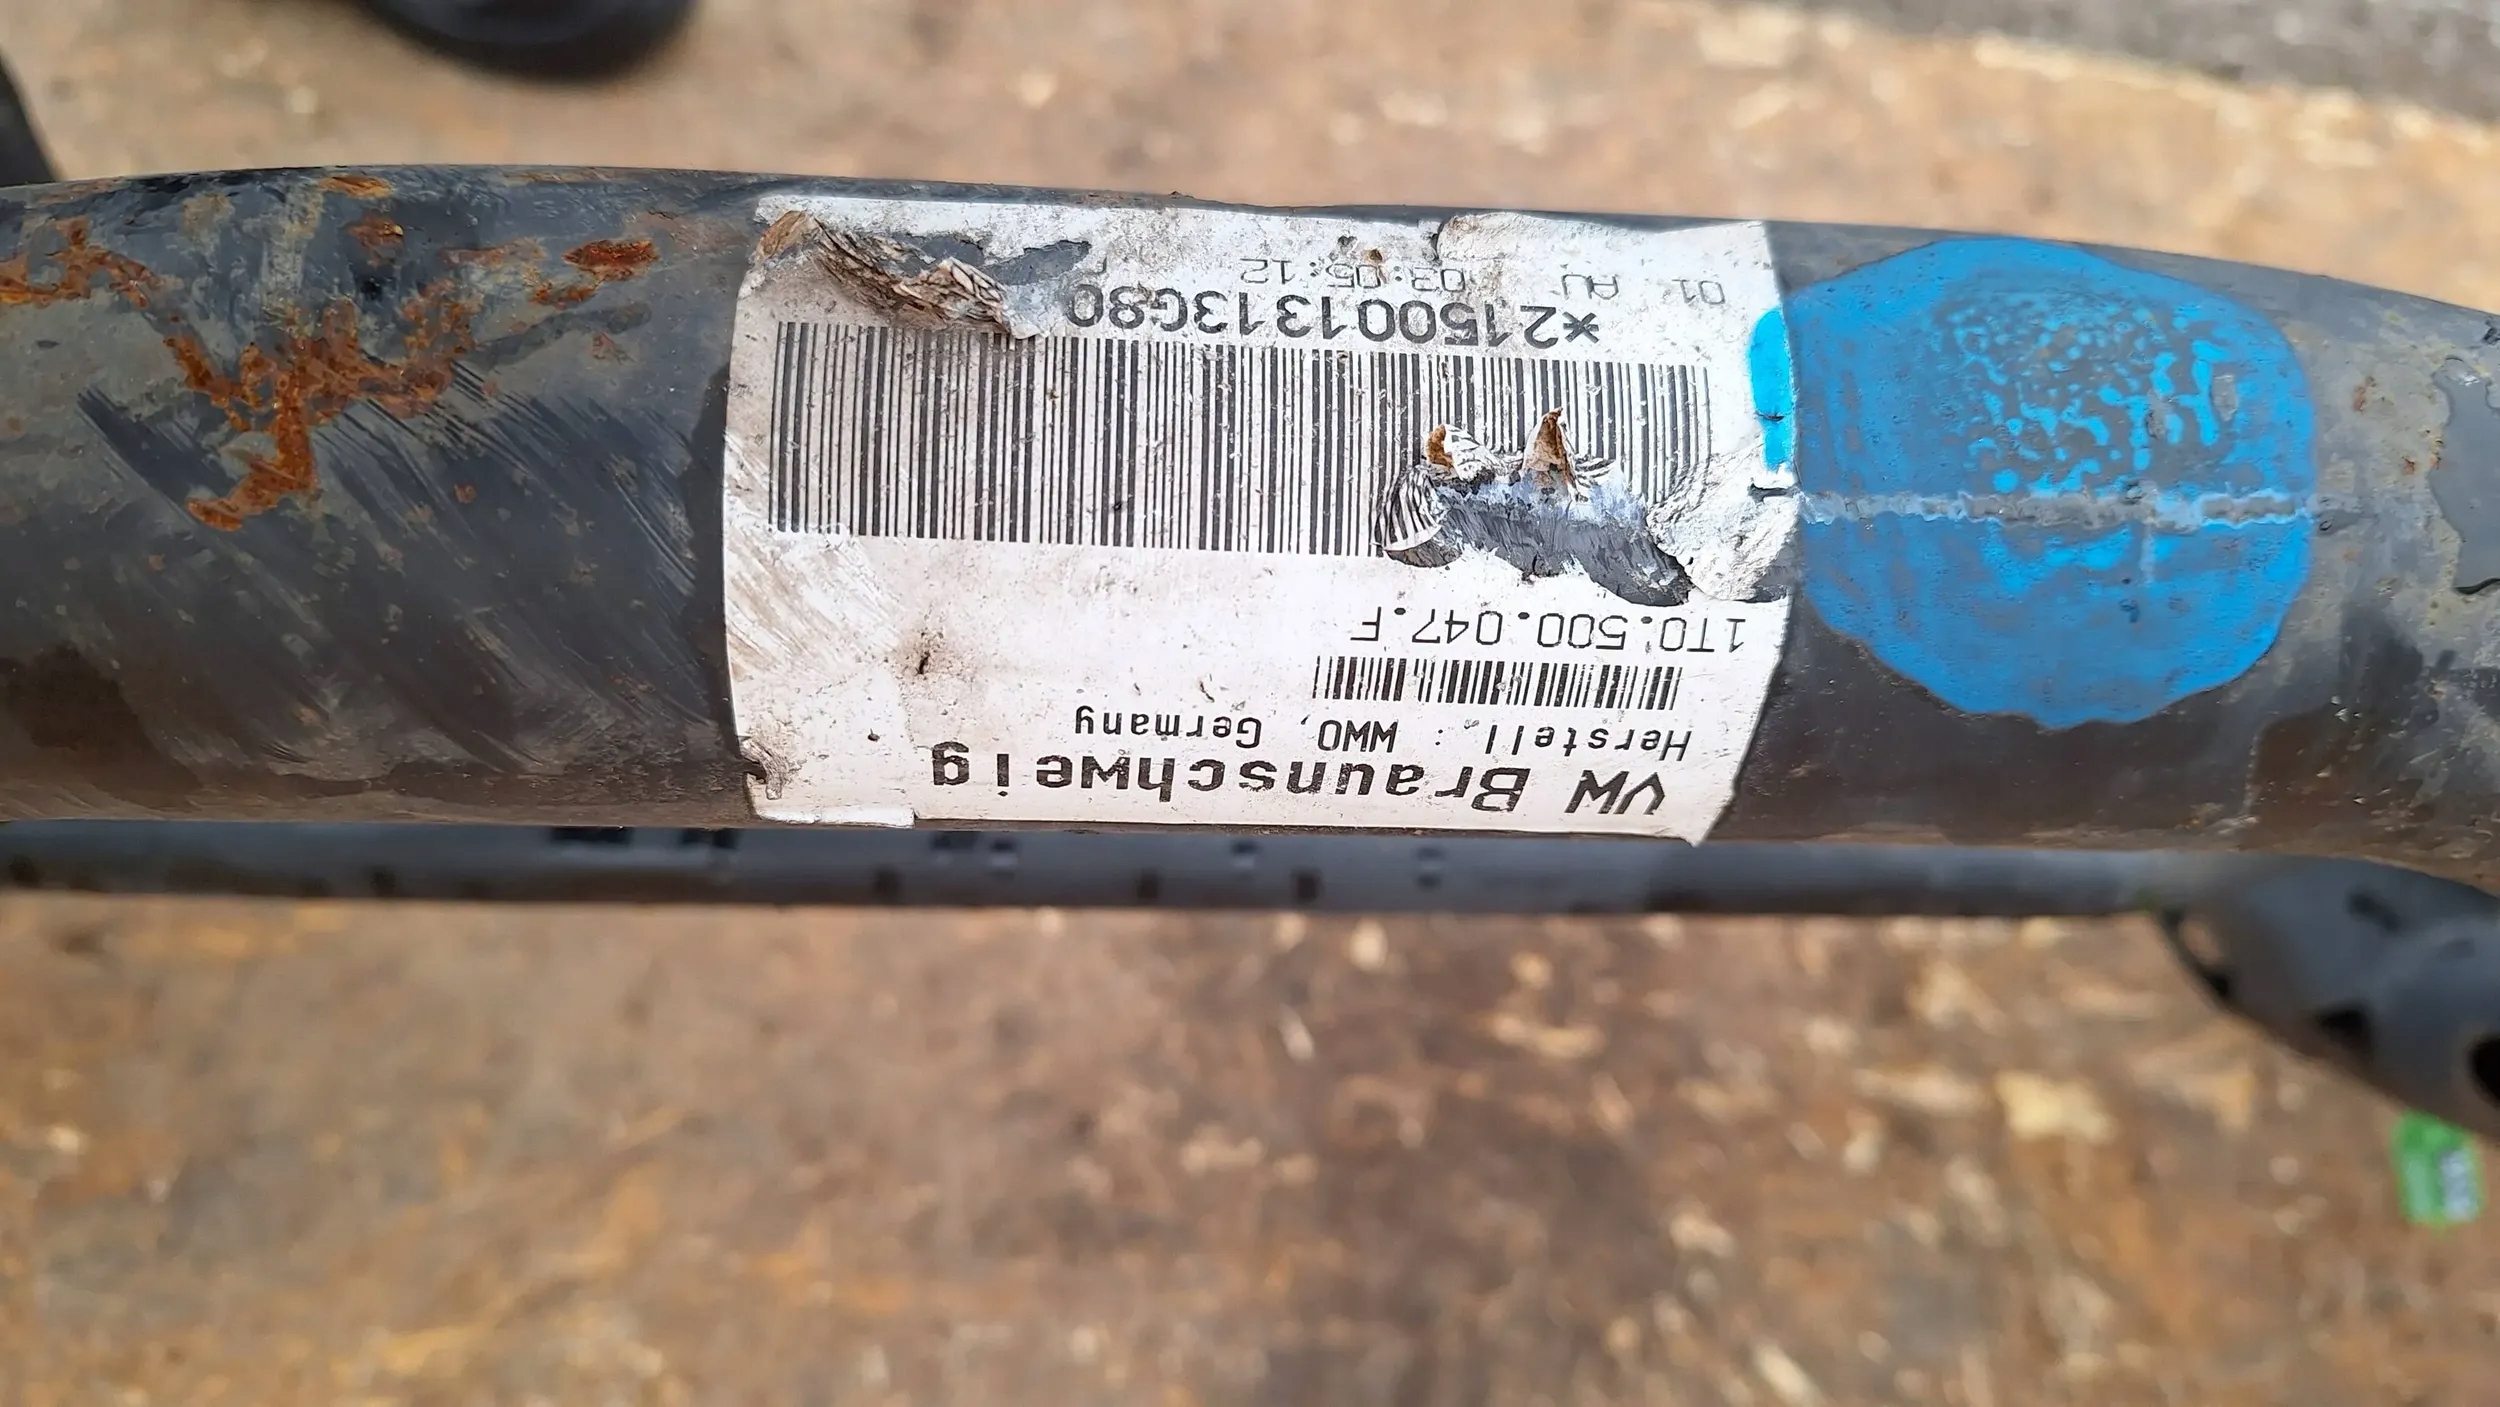 VW Braunschweig
Herstell.: WWO, Germany
1T0.500.047.F
*215001313G80
01 AU 03:05:12